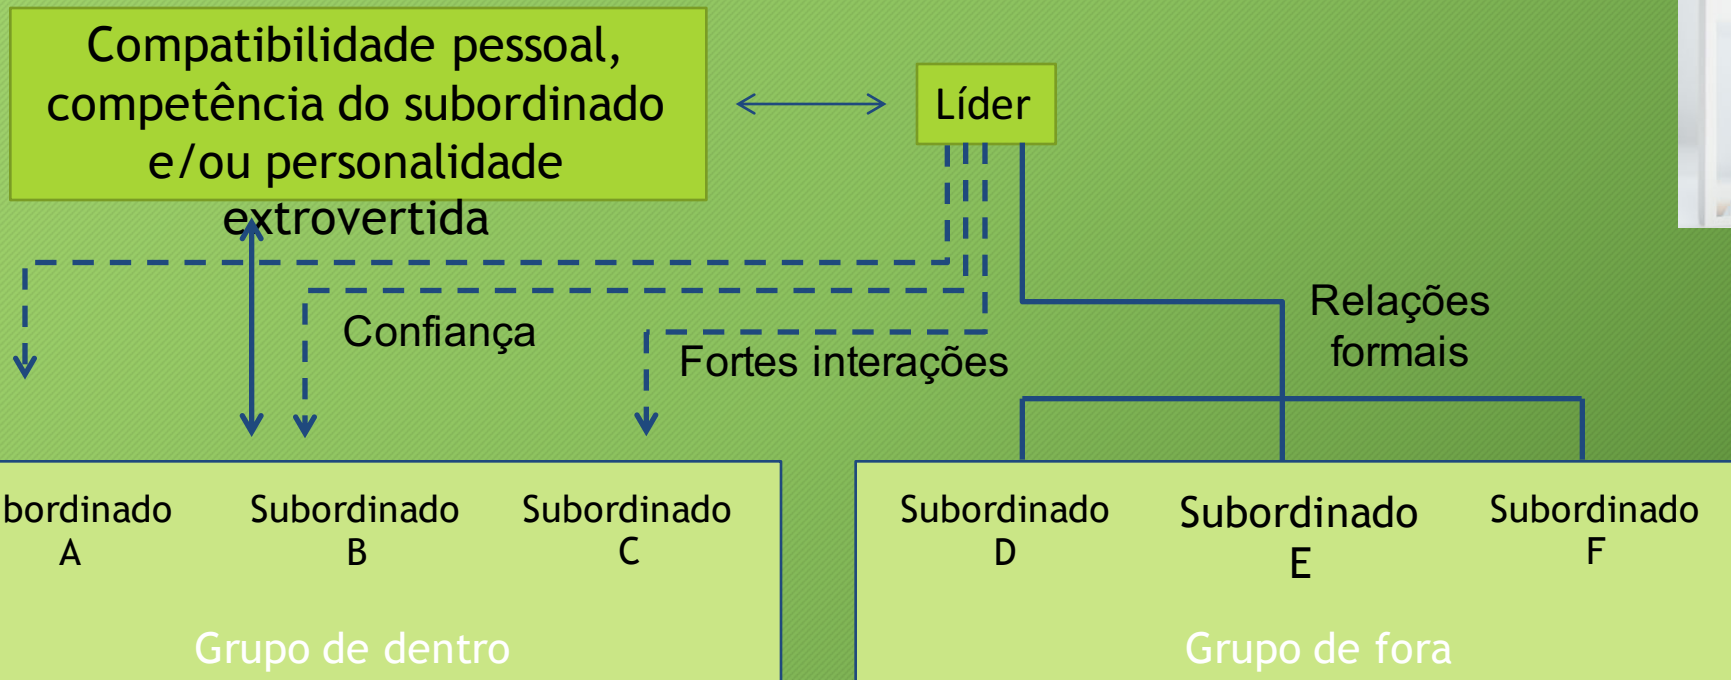 Compatibilidade pessoal,
competência do subordinado
e/ou personalidade
extrovertida
Líder
Confiança
Fortes interações
Relações
formais
bordinado
A
Subordinado
B
Subordinado
C
Grupo de dentro
Subordinado
D
Subordinado
E
Subordinado
F
Grupo de fora